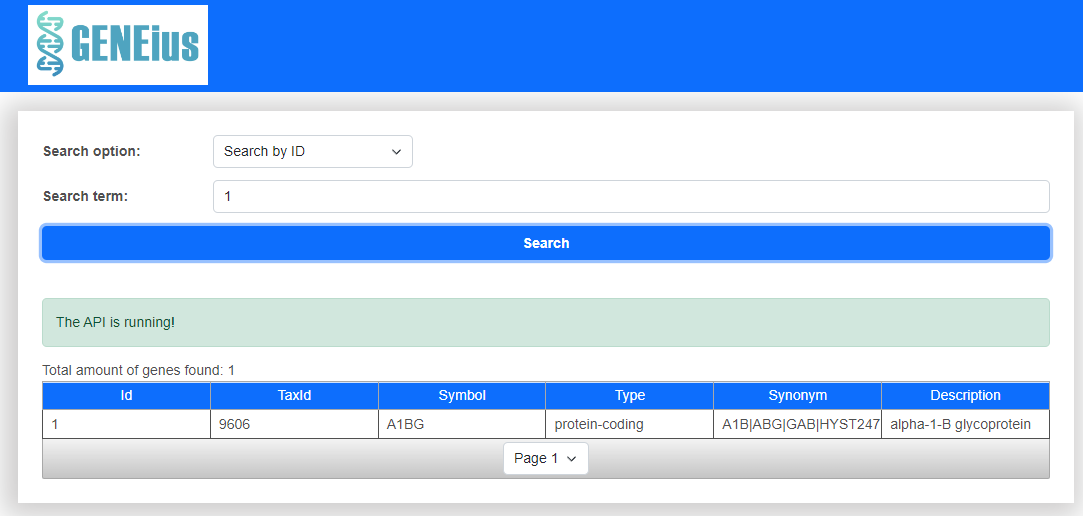 GENEius
Search option: Search by ID
Search term: 1
Search
The API is running!
Total amount of genes found: 1
Id TaxId Symbol Type Synonym Description
1 9606 A1BG protein-coding A1B|ABG|GAB|HYST247 alpha-1-B glycoprotein
Page 1